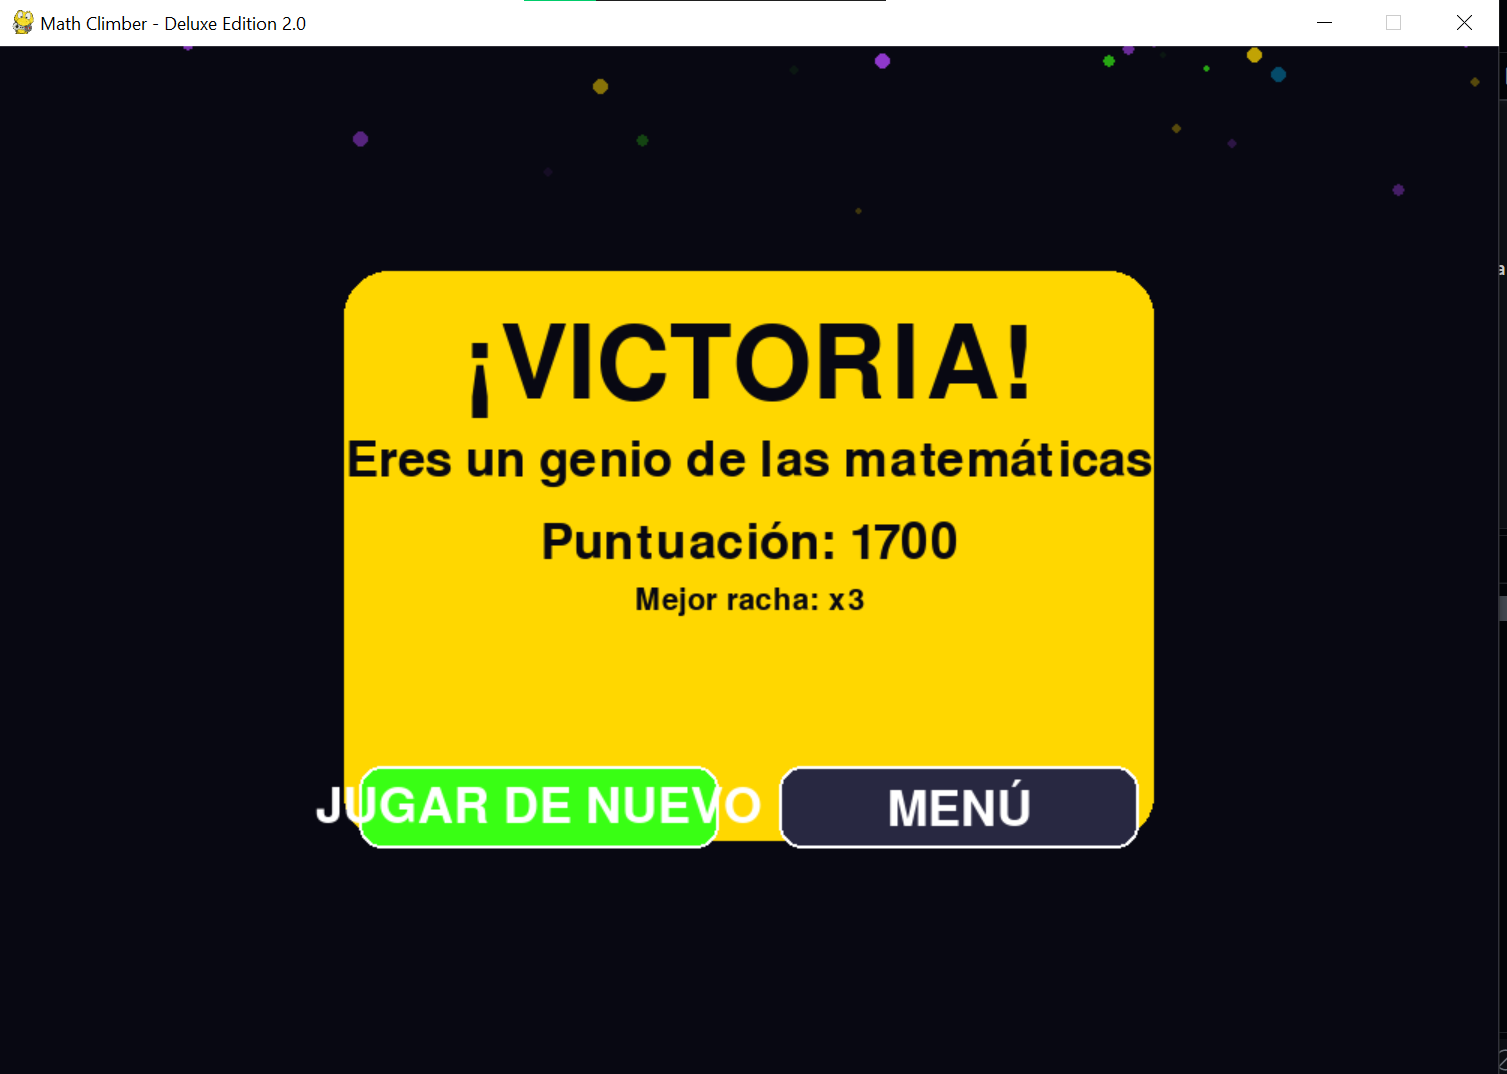 Math Climber - Deluxe Edition 2.0
¡VICTORIA!
Eres un genio de las matemáticas
Puntuación: 1700
Mejor racha: x3
JUGAR DE NUEVO
MENÚ